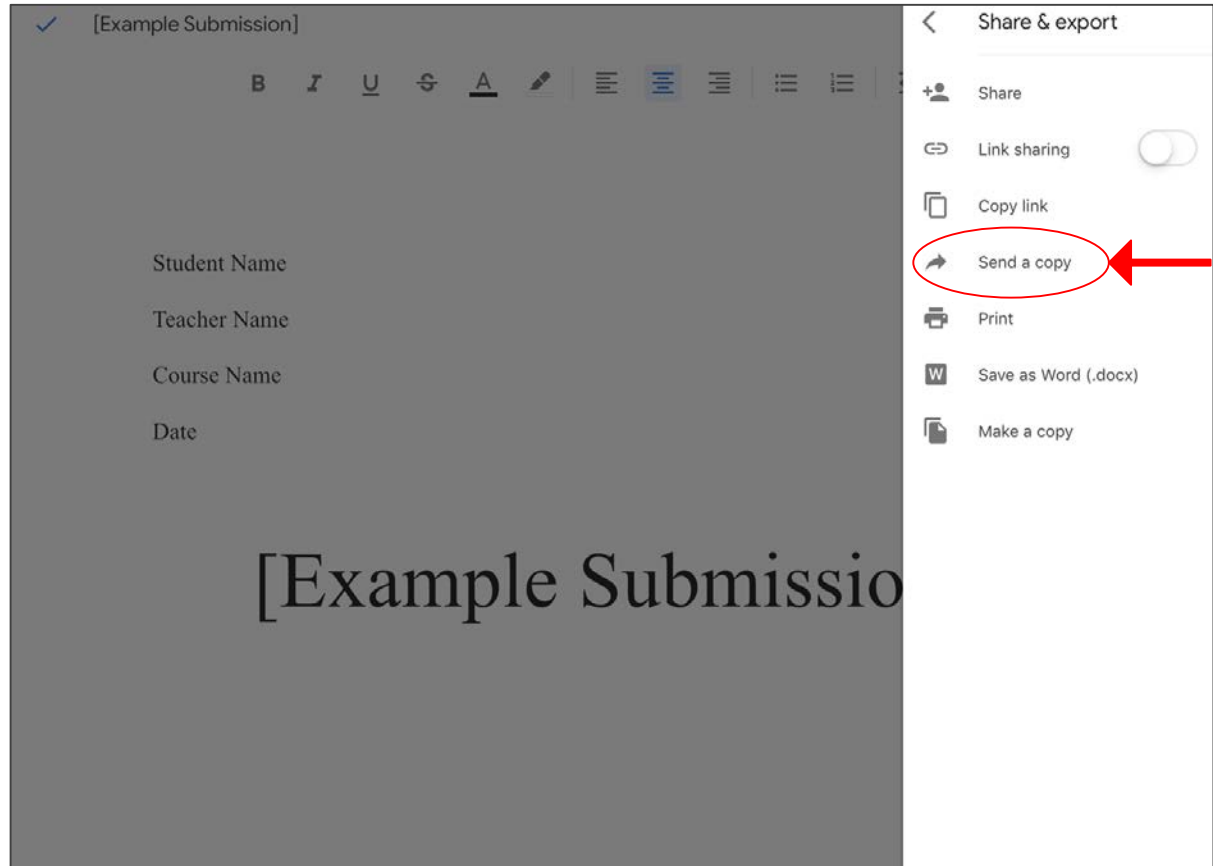 [Example Submission]
B I U S A
Share & export
Share
Link sharing
Copy link
Send a copy
Print
W Save as Word (.docx)
Make a copy
Student Name
Teacher Name
Course Name
Date
[Example Submissio